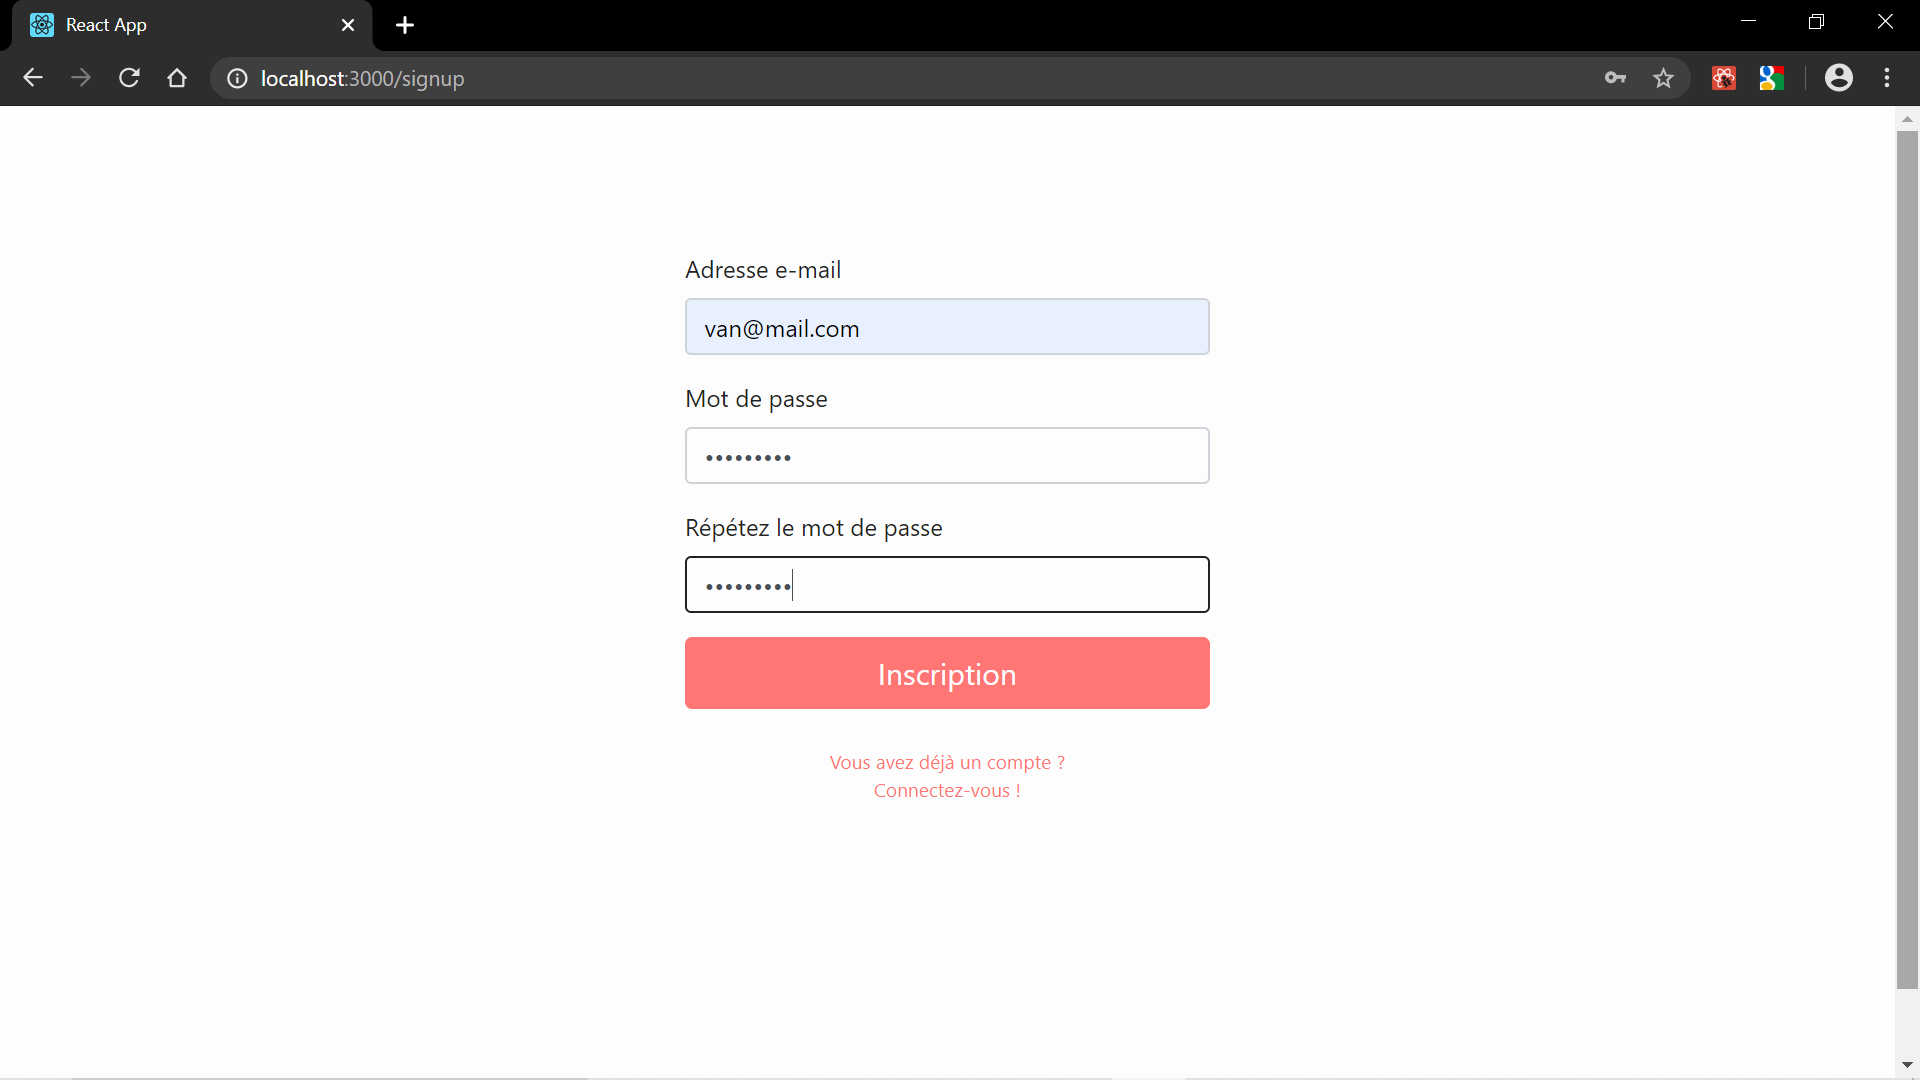 React App
localhost:3000/signup
Adresse e-mail
van@mail.com
Mot de passe
•••••••••
Répétez le mot de passe
•••••••••
Inscription
Vous avez déjà un compte ?
Connectez-vous !